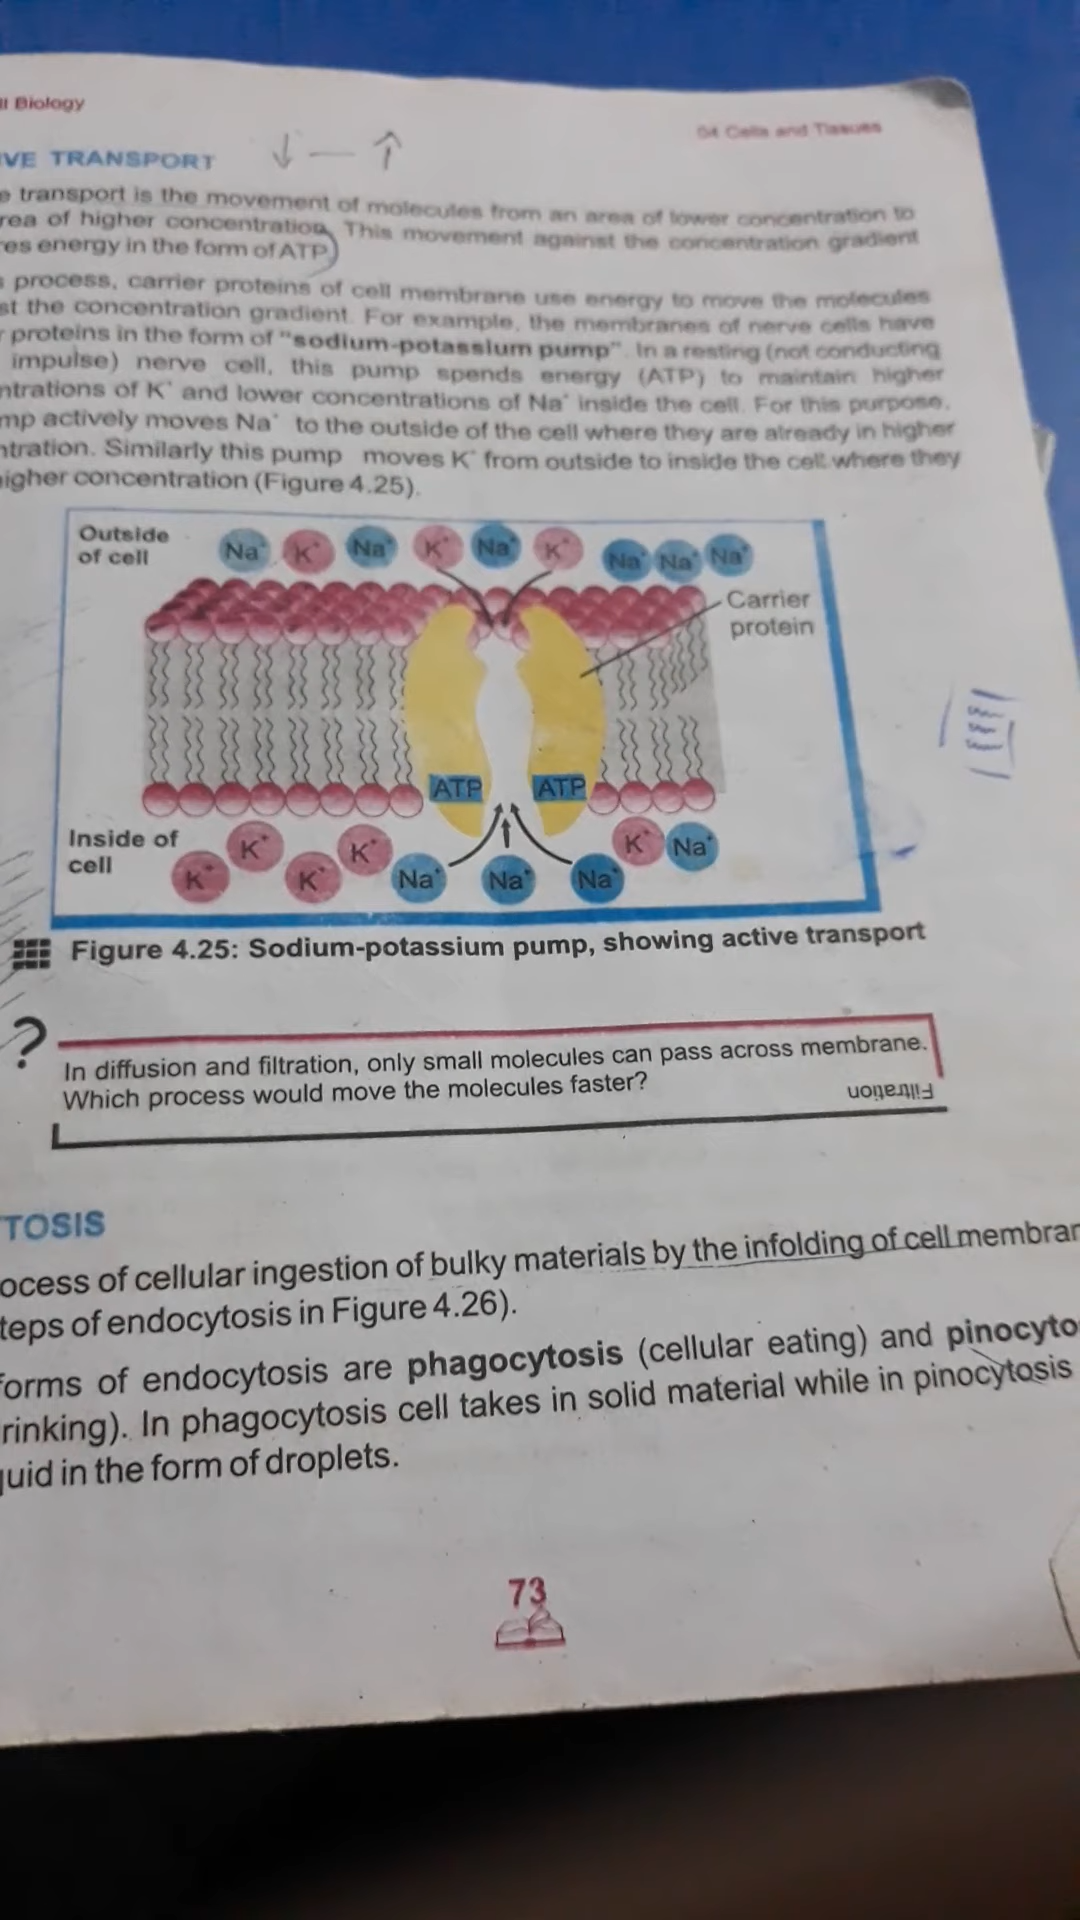 ll Biology
04 Cells and Tissues
VE TRANSPORT
e transport is the movement of molecules from an area of lower concentration to
rea of higher concentration. This movement against the concentration gradient
res energy in the form of ATP.
s process, carrier proteins of cell membrane use energy to move the molecules
st the concentration gradient. For example, the membranes of nerve cells have
r proteins in the form of "sodium-potassium pump". In a resting (not conducting
impulse) nerve cell, this pump spends energy (ATP) to maintain higher
ntrations of K⁺ and lower concentrations of Na⁺ inside the cell. For this purpose,
mp actively moves Na⁺ to the outside of the cell where they are already in higher
ntration. Similarly this pump moves K⁺ from outside to inside the cell where they
igher concentration (Figure 4.25).
Outside
of cell
Na⁺ K⁺ Na⁺ K⁺ Na⁺ K⁺ Na⁺ Na⁺ Na⁺
Carrier
protein
ATP ATP
Inside of
cell
K⁺ K⁺ K⁺ K⁺ Na⁺ Na⁺ Na⁺ K⁺ Na⁺
Figure 4.25: Sodium-potassium pump, showing active transport
?
In diffusion and filtration, only small molecules can pass across membrane.
Which process would move the molecules faster?
Filtration
TOSIS
ocess of cellular ingestion of bulky materials by the infolding of cell membran
teps of endocytosis in Figure 4.26).
forms of endocytosis are phagocytosis (cellular eating) and pinocyto
rinking). In phagocytosis cell takes in solid material while in pinocytosis
quid in the form of droplets.
73